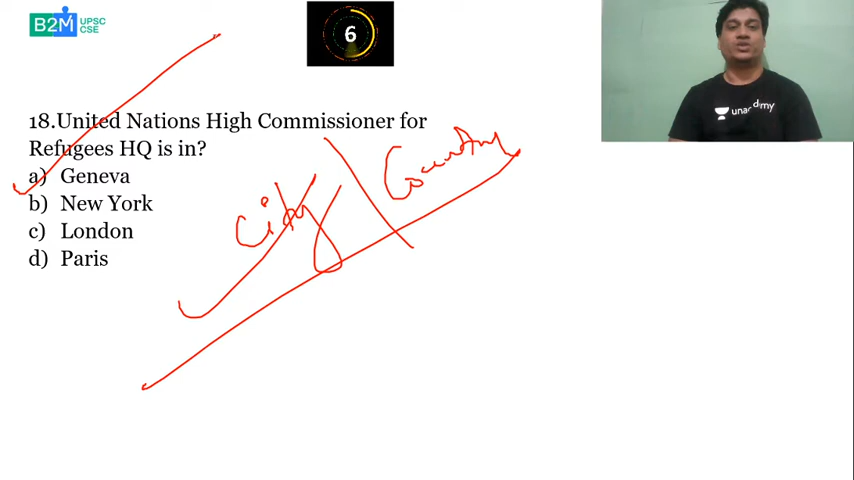 B2M UPSC
CSE
6
unacademy
18.United Nations High Commissioner for
Refugees HQ is in?
a) Geneva
b) New York
c) London
d) Paris
City
Country